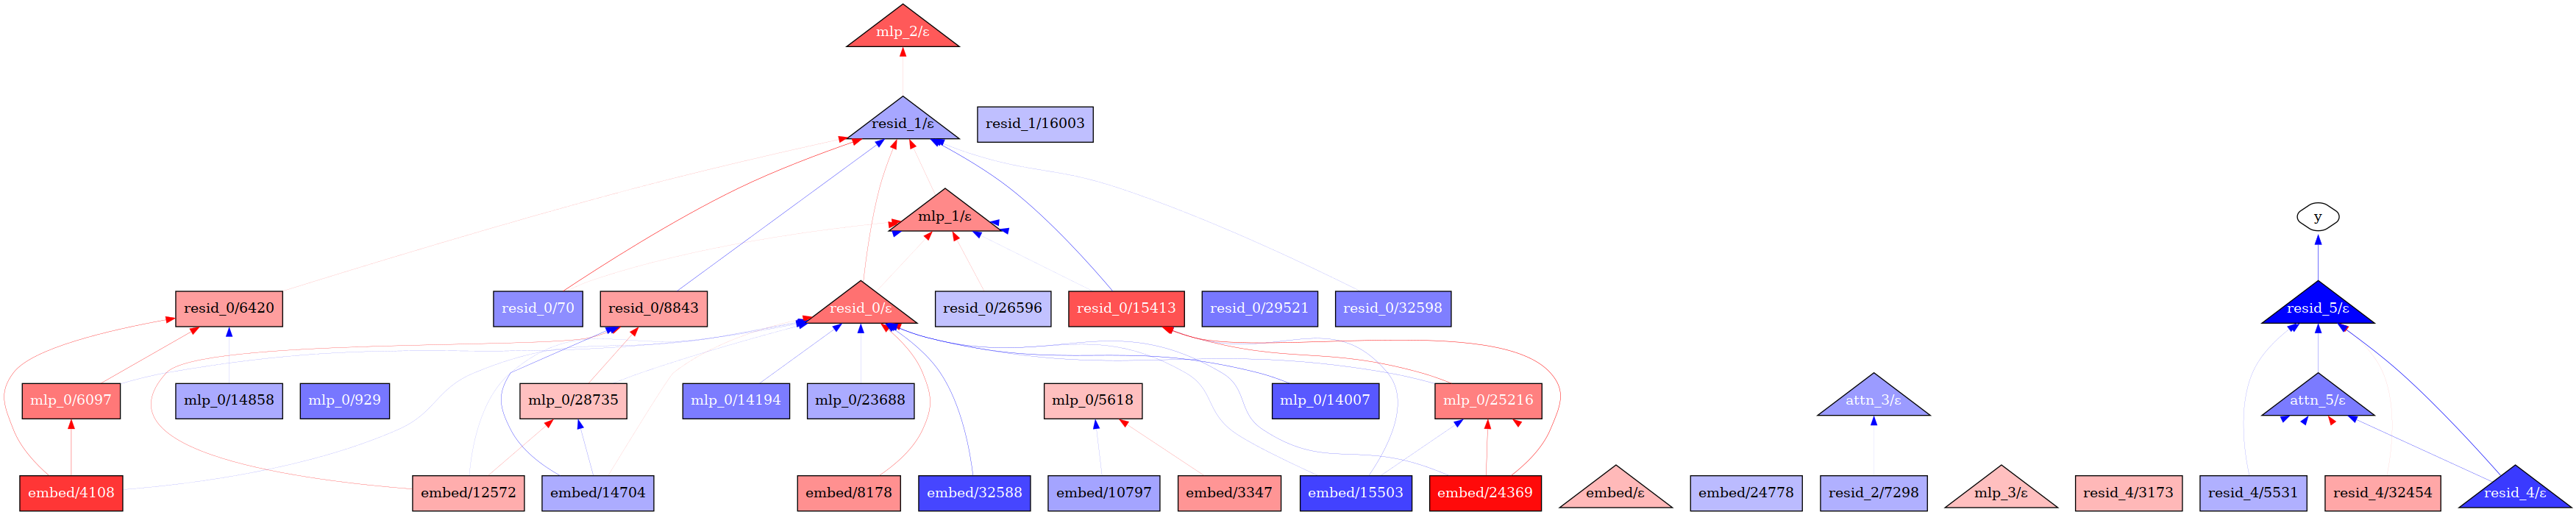 mlp_2/ε
resid_1/ε
resid_1/16003
mlp_1/ε
y
resid_0/6420
resid_0/70
resid_0/8843
resid_0/ε
resid_0/26596
resid_0/15413
resid_0/29521
resid_0/32598
resid_5/ε
mlp_0/6097
mlp_0/14858
mlp_0/929
mlp_0/28735
mlp_0/14194
mlp_0/23688
mlp_0/5618
mlp_0/14007
mlp_0/25216
attn_3/ε
attn_5/ε
embed/4108
embed/12572
embed/14704
embed/8178
embed/32588
embed/10797
embed/3347
embed/15503
embed/24369
embed/ε
embed/24778
resid_2/7298
mlp_3/ε
resid_4/3173
resid_4/5531
resid_4/32454
resid_4/ε